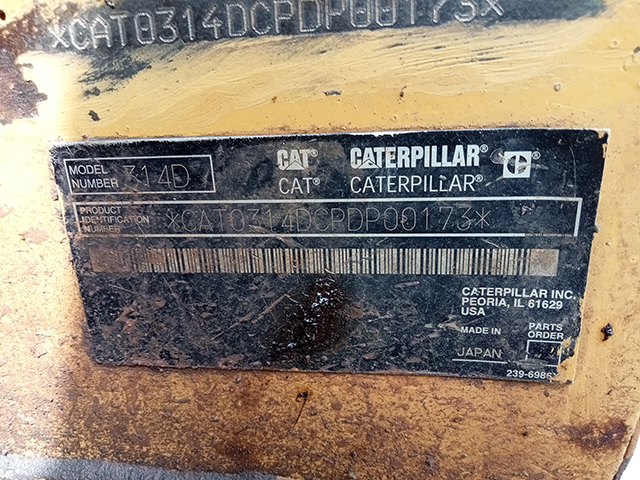 *CAT0314DCPDP00173*
MODEL NUMBER 314D
CAT® CATERPILLAR®
CAT® CATERPILLAR®
PRODUCT IDENTIFICATION NUMBER *CAT0314DCPDP00173*
CATERPILLAR INC.
PEORIA, IL 61629
USA
MADE IN
JAPAN
PARTS ORDER